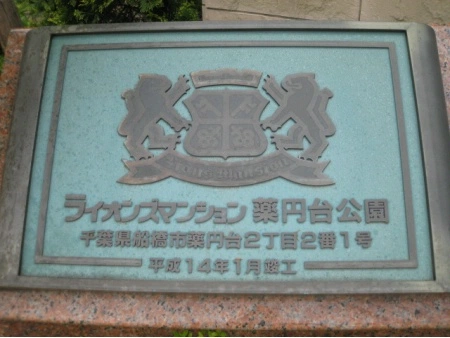 ライオンズマンション 薬円台公園
千葉県船橋市薬円台2丁目2番1号
平成14年1月竣工